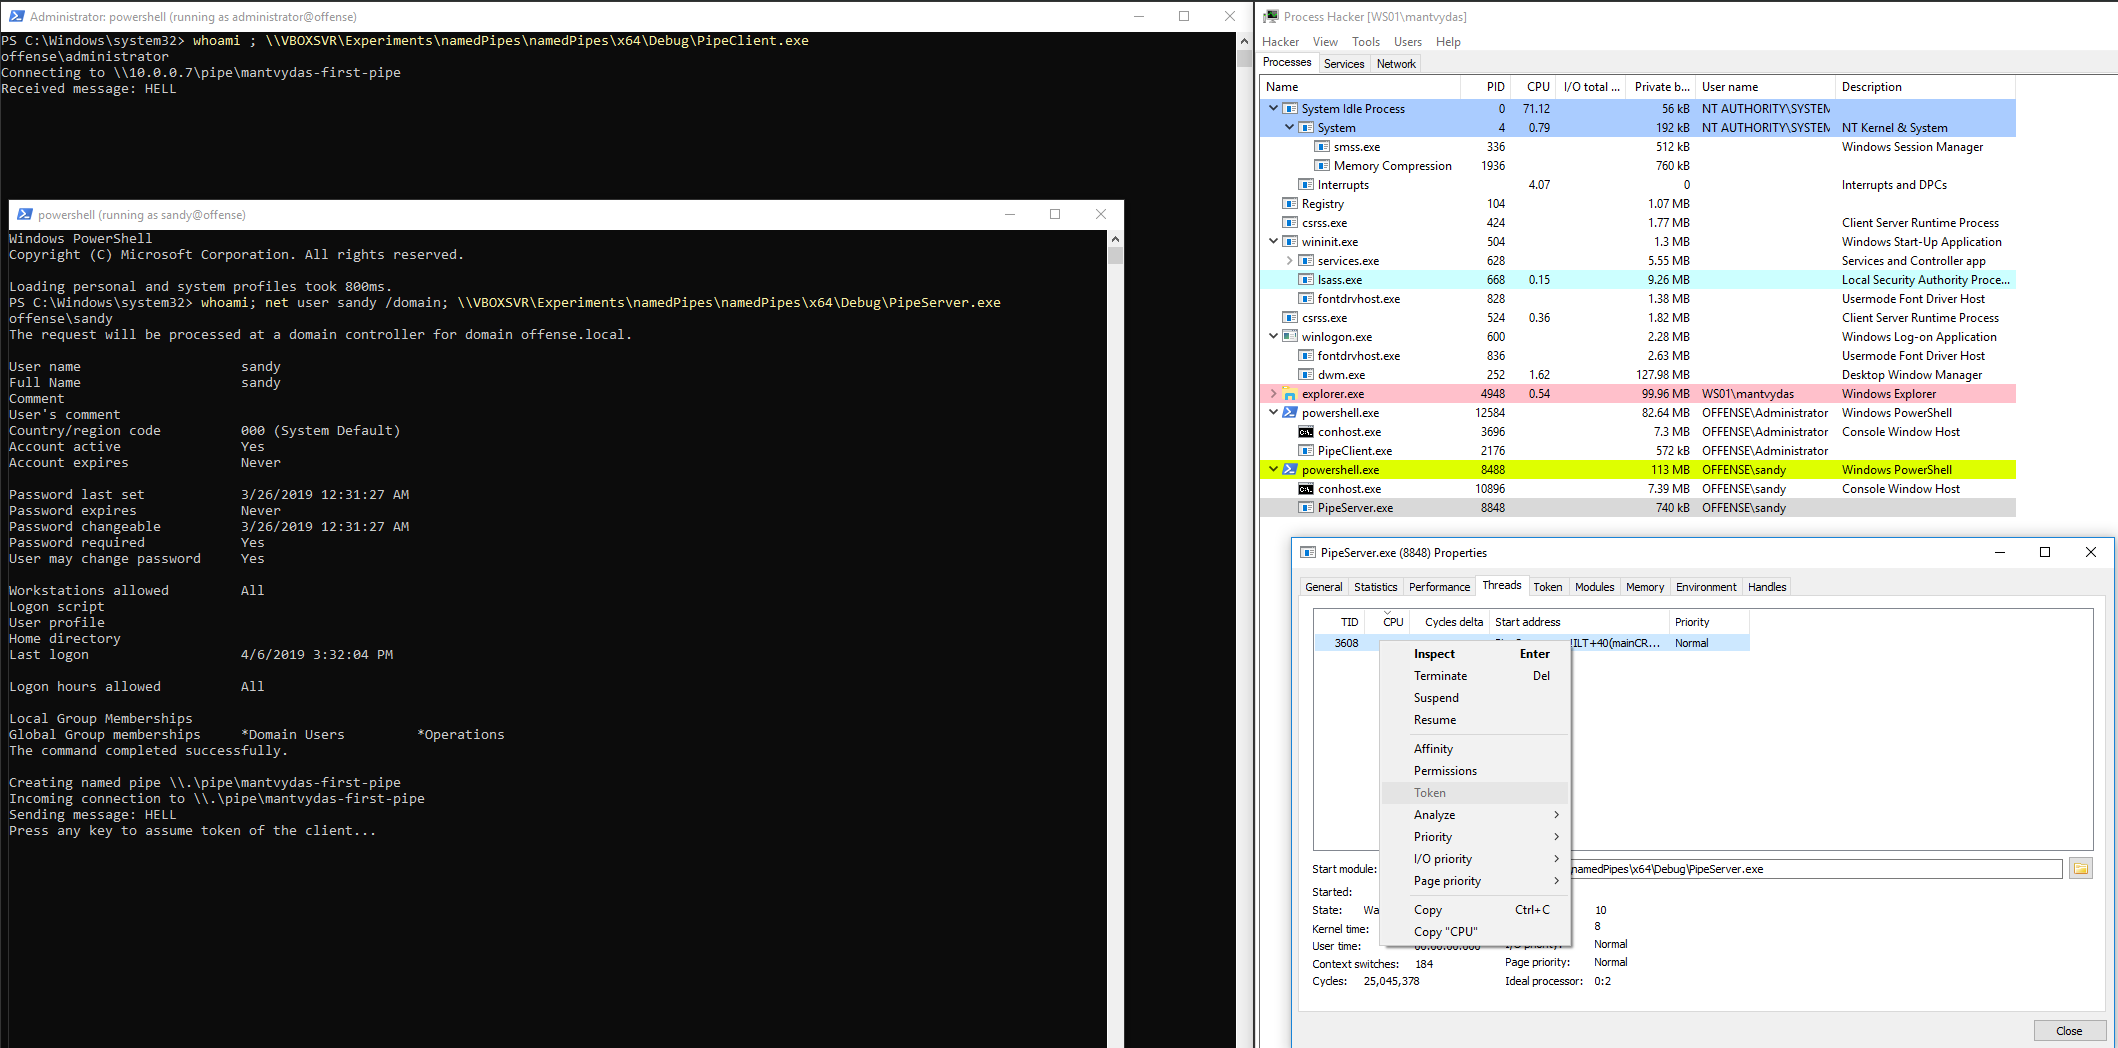 Administrator: powershell (running as administrator@offense)
PS C:\Windows\system32> whoami ; \\VBOXSVR\Experiments\namedPipes\namedPipes\x64\Debug\PipeClient.exe
offense\administrator
Connecting to \\10.0.0.7\pipe\mantvydas-first-pipe
Received message: HELL
powershell (running as sandy@offense)
Windows PowerShell
Copyright (C) Microsoft Corporation. All rights reserved.
Loading personal and system profiles took 800ms.
PS C:\Windows\system32> whoami; net user sandy /domain; \\VBOXSVR\Experiments\namedPipes\namedPipes\x64\Debug\PipeServer.exe
offense\sandy
The request will be processed at a domain controller for domain offense.local.
User name sandy
Full Name sandy
Comment
User's comment
Country/region code 000 (System Default)
Account active Yes
Account expires Never
Password last set 3/26/2019 12:31:27 AM
Password expires Never
Password changeable 3/26/2019 12:31:27 AM
Password required Yes
User may change password Yes
Workstations allowed All
Logon script
User profile
Home directory
Last logon 4/6/2019 3:32:04 PM
Logon hours allowed All
Local Group Memberships
Global Group memberships *Domain Users *Operations
The command completed successfully.
Creating named pipe \\.\pipe\mantvydas-first-pipe
Incoming connection to \\.\pipe\mantvydas-first-pipe
Sending message: HELL
Press any key to assume token of the client...
Process Hacker [WS01\mantvydas]
Hacker View Tools Users Help
Processes Services Network
Name PID CPU I/O total ... Private b... User name Description
System Idle Process 0 71.12 56 kB NT AUTHORITY\SYSTEM
System 4 0.79 192 kB NT AUTHORITY\SYSTEM NT Kernel & System
smss.exe 336 512 kB Windows Session Manager
Memory Compression 1936 760 kB
Interrupts 4.07 0 Interrupts and DPCs
Registry 104 1.07 MB
csrss.exe 424 1.77 MB Client Server Runtime Process
wininit.exe 504 1.3 MB Windows Start-Up Application
services.exe 628 5.55 MB Services and Controller app
lsass.exe 668 0.15 9.26 MB Local Security Authority Proce...
fontdrvhost.exe 828 1.38 MB Usermode Font Driver Host
csrss.exe 524 0.36 1.82 MB Client Server Runtime Process
winlogon.exe 600 2.28 MB Windows Log-on Application
fontdrvhost.exe 836 2.63 MB Usermode Font Driver Host
dwm.exe 252 1.62 127.98 MB Desktop Window Manager
explorer.exe 4948 0.54 99.96 MB WS01\mantvydas Windows Explorer
powershell.exe 12584 82.64 MB OFFENSE\Administrator Windows PowerShell
conhost.exe 3696 7.3 MB OFFENSE\Administrator Console Window Host
PipeClient.exe 2176 572 kB OFFENSE\Administrator
powershell.exe 8488 113 MB OFFENSE\sandy Windows PowerShell
conhost.exe 10896 7.39 MB OFFENSE\sandy Console Window Host
PipeServer.exe 8848 740 kB OFFENSE\sandy
PipeServer.exe (8848) Properties
General Statistics Performance Threads Token Modules Memory Environment Handles
TID CPU Cycles delta Start address Priority
3608 !ILT+40(mainCR... Normal
Inspect Enter
Terminate Del
Suspend
Resume
Affinity
Permissions
Token
Analyze
Priority
I/O priority
Page priority
Copy Ctrl+C
Copy "CPU"
Start module: namedPipes\x64\Debug\PipeServer.exe
Started:
State: Wa 10
Kernel time: 8
User time: Normal
Context switches: 184 Page priority: Normal
Cycles: 25,045,378 Ideal processor: 0:2
Close